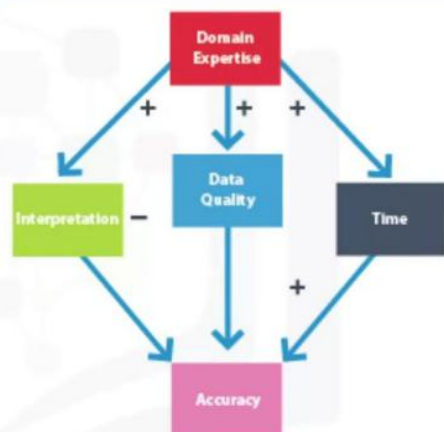 Domain
Expertise
+ + +
Data
Quality
Interpretation
−
Time
+
Accuracy